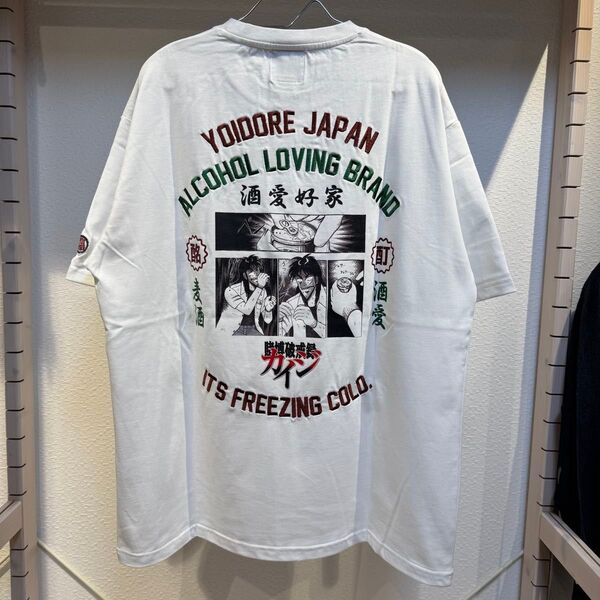 YOIDORE JAPAN
ALCOHOL LOVING BRAND
酒愛好家
酩
酊
麦酒
酒愛
賭博破戒録
カイジ
ITS FREEZING COLD.